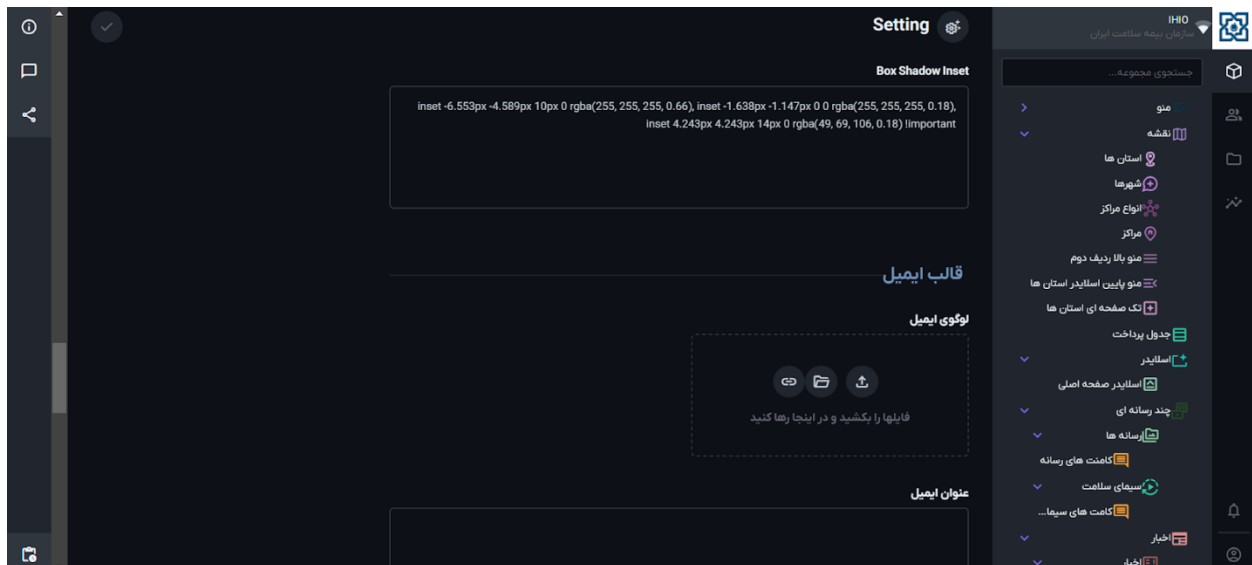 IHIO
سازمان بیمه سلامت ایران
جستجوی مجموعه...
منو
نقشه
استان ها
شهرها
انواع مراکز
مراکز
منو بالا ردیف دوم
منو پایین اسلایدر استان ها
تک صفحه ای استان ها
جدول پرداخت
اسلایدر
اسلایدر صفحه اصلی
چند رسانه ای
رسانه ها
کامنت های رسانه
سیمای سلامت
کامت های سیما...
اخبار
اخبار
Setting
Box Shadow Inset
inset -6.553px -4.589px 10px 0 rgba(255, 255, 255, 0.66), inset -1.638px -1.147px 0 0 rgba(255, 255, 255, 0.18),
inset 4.243px 4.243px 14px 0 rgba(49, 69, 106, 0.18) !important
قالب ایمیل
لوگوی ایمیل
فایلها را بکشید و در اینجا رها کنید
عنوان ایمیل